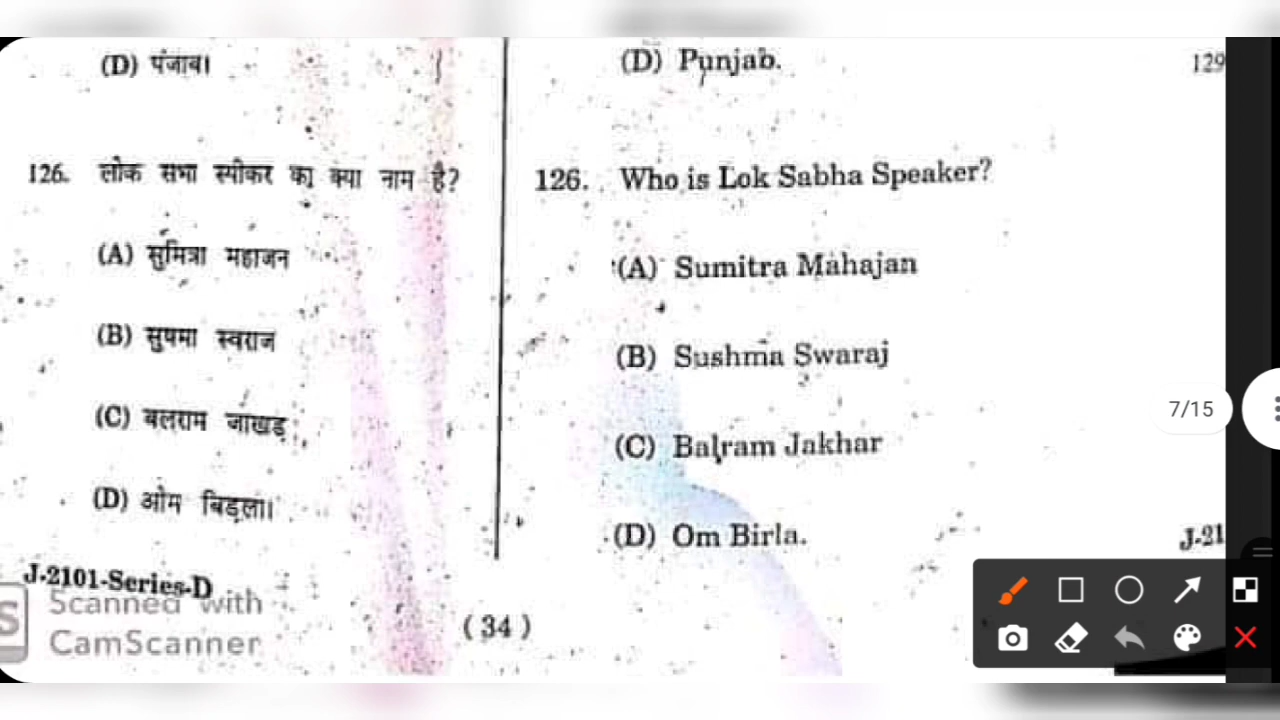 (D) पंजाब।
126. लोक सभा स्पीकर का क्या नाम है?
(A) सुमित्रा महाजन
(B) सुषमा स्वराज
(C) बलराम जाखड़
(D) ओम बिड़ला।
J-2101-Series-D
(D) Punjab.
126. Who is Lok Sabha Speaker?
(A) Sumitra Mahajan
(B) Sushma Swaraj
(C) Balram Jakhar
(D) Om Birla.
( 34 )
129
J-21
7/15
S
Scanned with
CamScanner